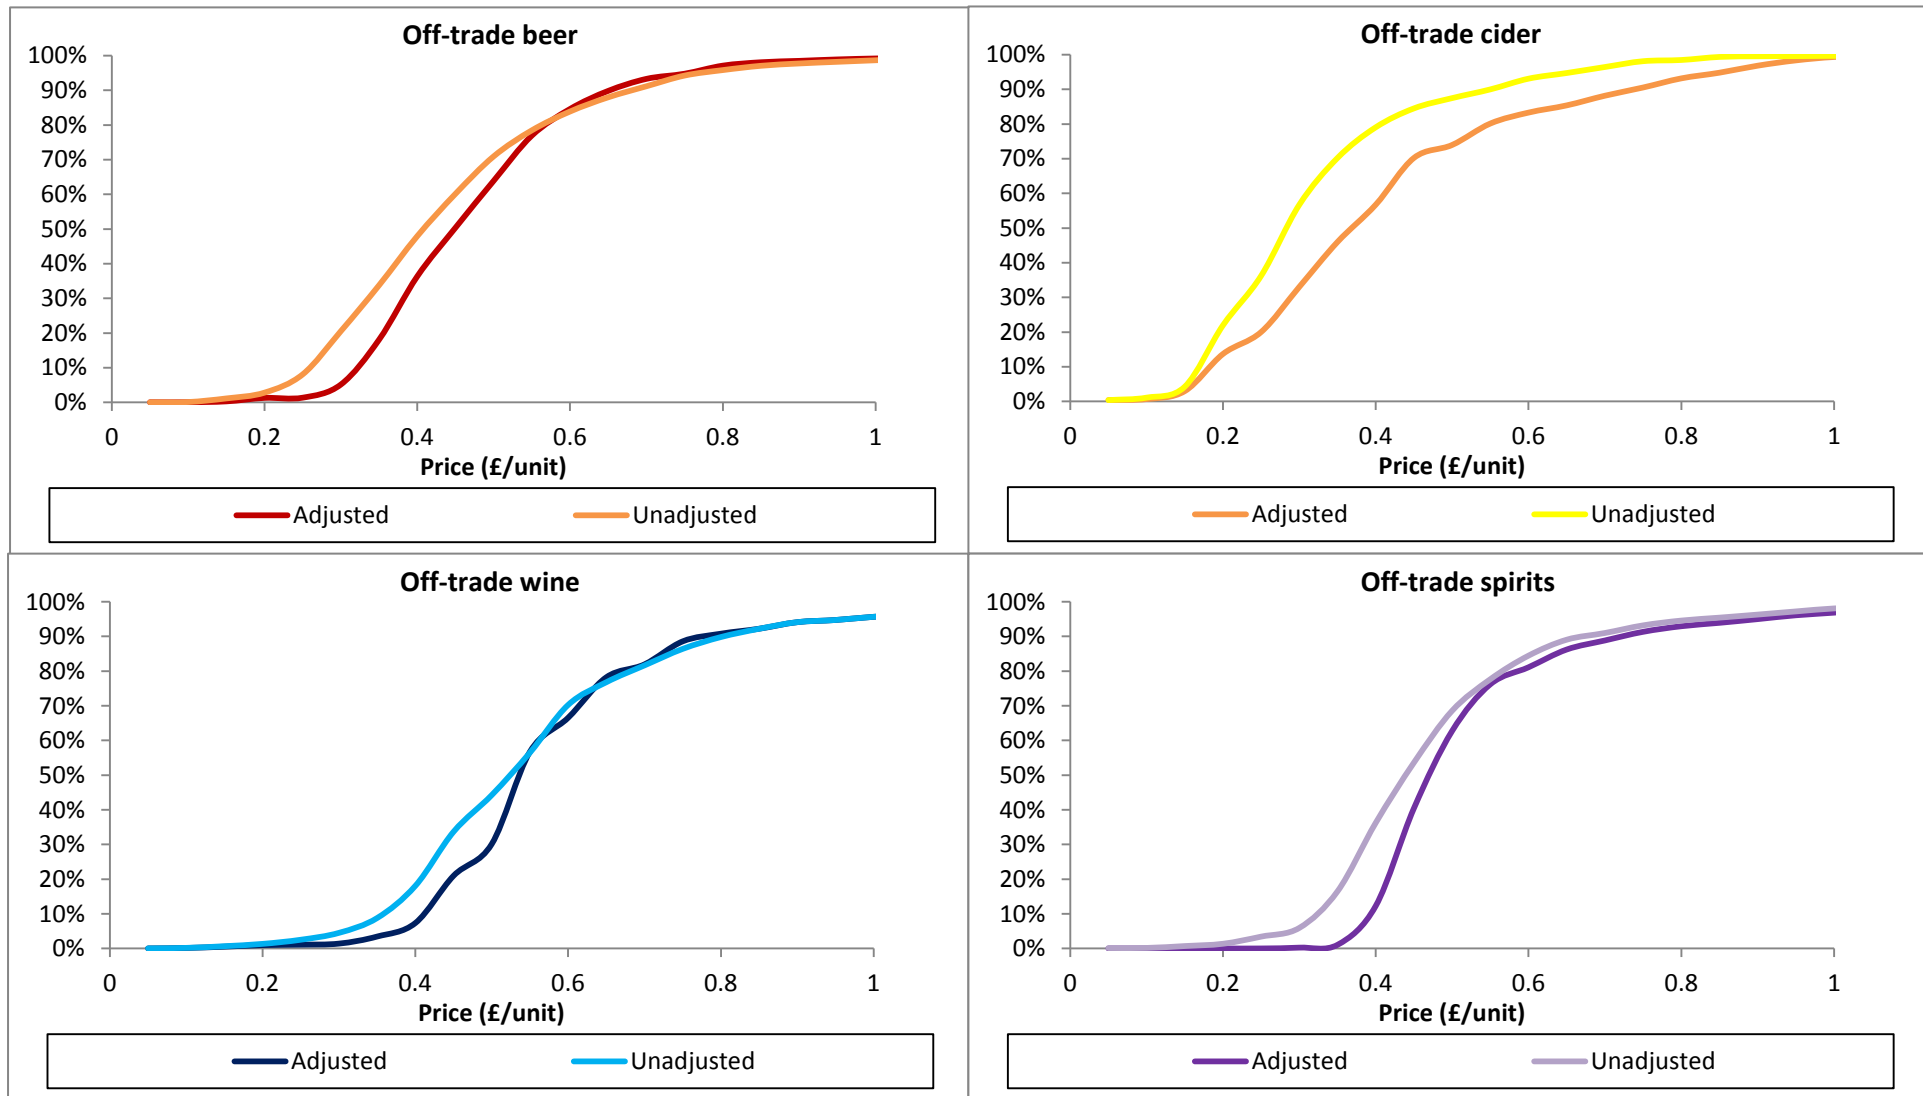 Off-trade beer
100%
90%
80%
70%
60%
50%
40%
30%
20%
10%
0%
0 0.2 0.4 0.6 0.8 1
Price (£/unit)
Adjusted Unadjusted
Off-trade cider
100%
90%
80%
70%
60%
50%
40%
30%
20%
10%
0%
0 0.2 0.4 0.6 0.8 1
Price (£/unit)
Adjusted Unadjusted
Off-trade wine
100%
90%
80%
70%
60%
50%
40%
30%
20%
10%
0%
0 0.2 0.4 0.6 0.8 1
Price (£/unit)
Adjusted Unadjusted
Off-trade spirits
100%
90%
80%
70%
60%
50%
40%
30%
20%
10%
0%
0 0.2 0.4 0.6 0.8 1
Price (£/unit)
Adjusted Unadjusted